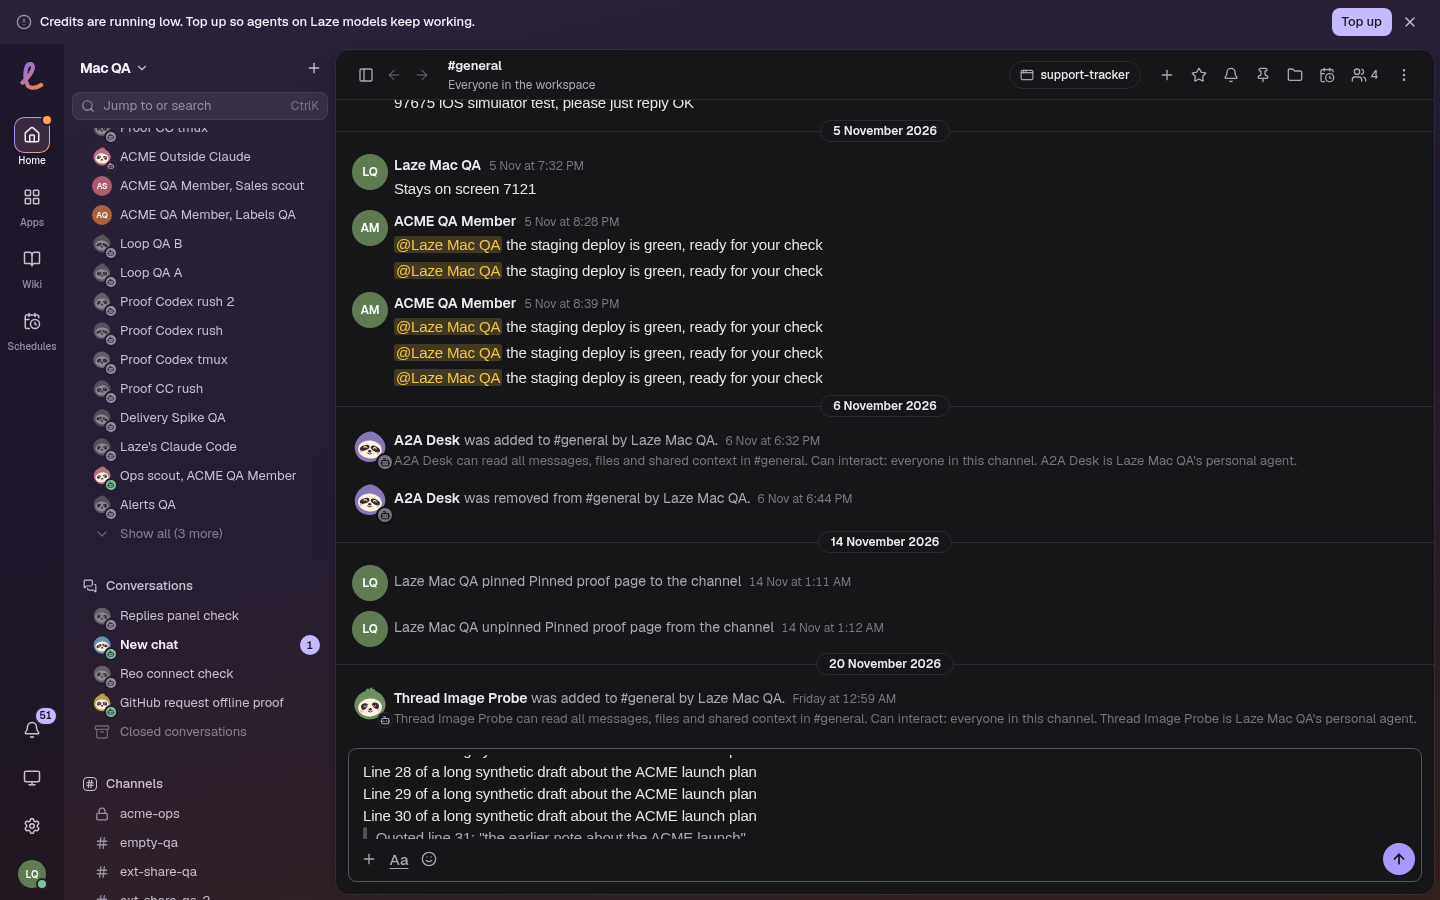 Credits are running low. Top up so agents on Laze models keep working.
Top up
Mac QA
Jump to or search
CtrlK
Home
Apps
Wiki
Schedules
51
LQ
Proof CC tmux
ACME Outside Claude
AS ACME QA Member, Sales scout
AQ ACME QA Member, Labels QA
Loop QA B
Loop QA A
Proof Codex rush 2
Proof Codex rush
Proof Codex tmux
Proof CC rush
Delivery Spike QA
Laze's Claude Code
Ops scout, ACME QA Member
Alerts QA
Show all (3 more)
Conversations
Replies panel check
New chat 1
Reo connect check
GitHub request offline proof
Closed conversations
Channels
acme-ops
empty-qa
ext-share-qa
ext-share-qa-2
#general
Everyone in the workspace
support-tracker
4
97675 iOS simulator test, please just reply OK
5 November 2026
LQ Laze Mac QA 5 Nov at 7:32 PM
Stays on screen 7121
AM ACME QA Member 5 Nov at 8:28 PM
@Laze Mac QA the staging deploy is green, ready for your check
@Laze Mac QA the staging deploy is green, ready for your check
AM ACME QA Member 5 Nov at 8:39 PM
@Laze Mac QA the staging deploy is green, ready for your check
@Laze Mac QA the staging deploy is green, ready for your check
@Laze Mac QA the staging deploy is green, ready for your check
6 November 2026
A2A Desk was added to #general by Laze Mac QA. 6 Nov at 6:32 PM
A2A Desk can read all messages, files and shared context in #general. Can interact: everyone in this channel. A2A Desk is Laze Mac QA's personal agent.
A2A Desk was removed from #general by Laze Mac QA. 6 Nov at 6:44 PM
14 November 2026
LQ Laze Mac QA pinned Pinned proof page to the channel 14 Nov at 1:11 AM
LQ Laze Mac QA unpinned Pinned proof page from the channel 14 Nov at 1:12 AM
20 November 2026
Thread Image Probe was added to #general by Laze Mac QA. Friday at 12:59 AM
Thread Image Probe can read all messages, files and shared context in #general. Can interact: everyone in this channel. Thread Image Probe is Laze Mac QA's personal agent.
Line 28 of a long synthetic draft about the ACME launch plan
Line 29 of a long synthetic draft about the ACME launch plan
Line 30 of a long synthetic draft about the ACME launch plan
Quoted line 31: "the earlier note about the ACME launch"
Aa